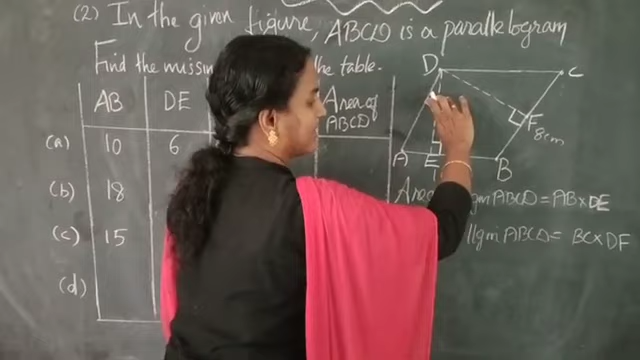 (2) In the given figure, ABCD is a parallelogram
Find the missin the table.
AB DE Area of ABCD
(a) 10 6
(b) 18
(c) 15
(d)
D C
F
8cm
A E B
Area gm ABCD = AB×DE
llgm ABCD = BC×DF